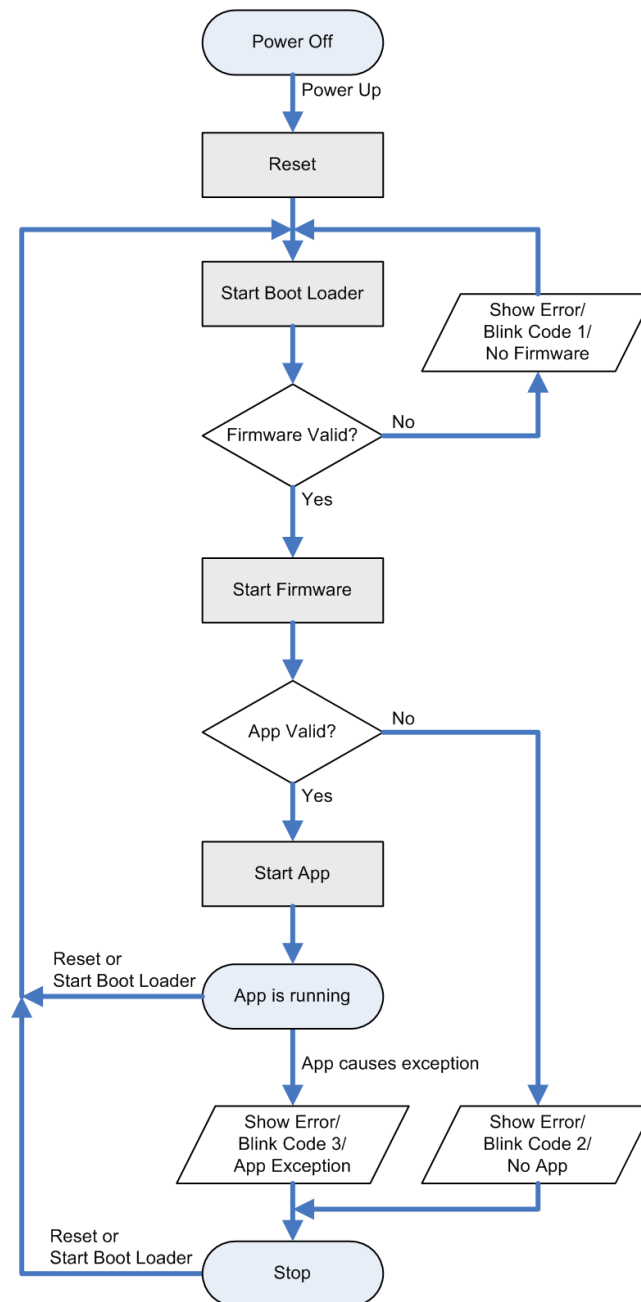 Power Off
Power Up
Reset
Start Boot Loader
Show Error/
Blink Code 1/
No Firmware
Firmware Valid?
No
Yes
Start Firmware
App Valid?
No
Yes
Start App
Reset or
Start Boot Loader
App is running
App causes exception
Show Error/
Blink Code 3/
App Exception
Show Error/
Blink Code 2/
No App
Reset or
Start Boot Loader
Stop